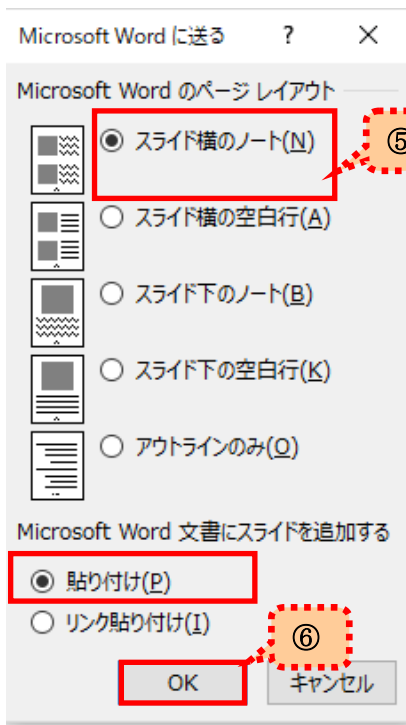 Microsoft Word に送る ? ×
Microsoft Word のページ レイアウト
スライド横のノート(N)
⑤
スライド横の空白行(A)
スライド下のノート(B)
スライド下の空白行(K)
アウトラインのみ(O)
Microsoft Word 文書にスライドを追加する
貼り付け(P)
リンク貼り付け(I)
⑥
OK キャンセル